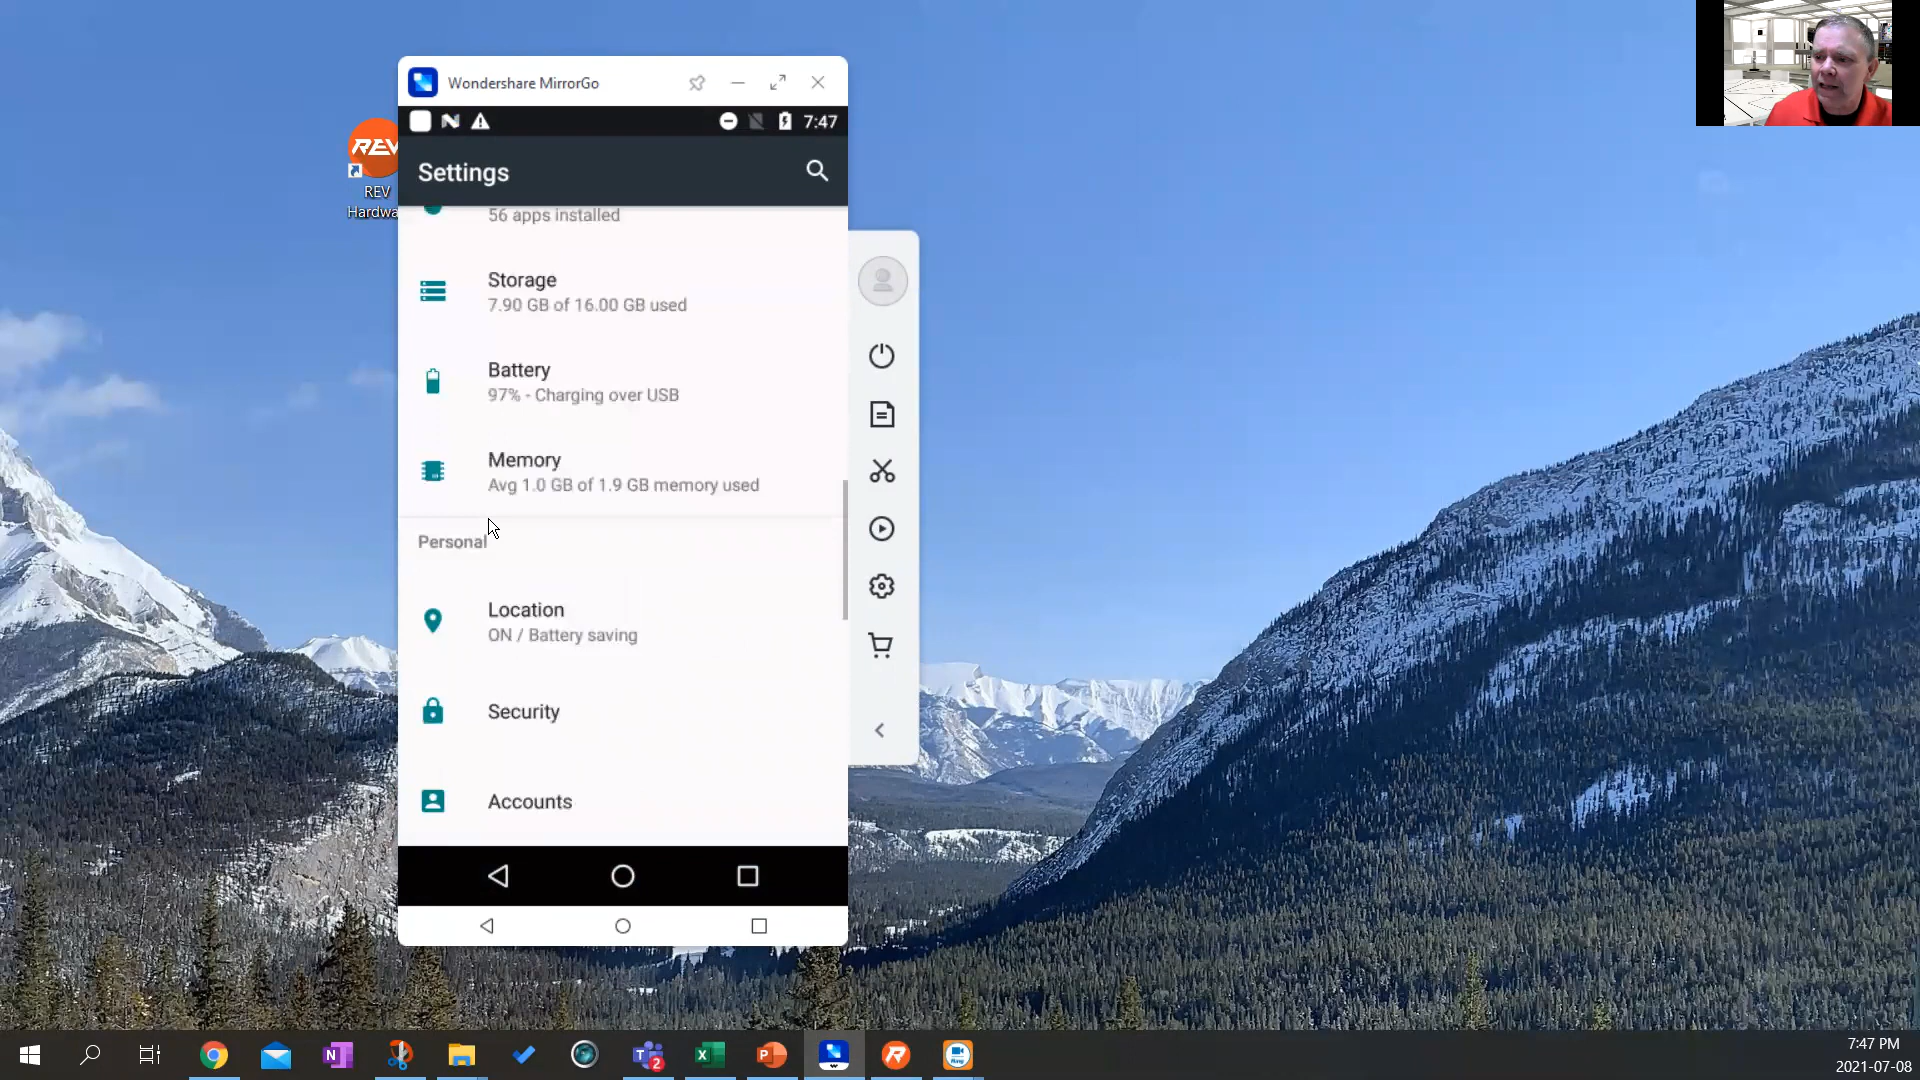 Wondershare MirrorGo
7:47
Settings
56 apps installed
Storage
7.90 GB of 16.00 GB used
Battery
97% - Charging over USB
Memory
Avg 1.0 GB of 1.9 GB memory used
Personal
Location
ON / Battery saving
Security
Accounts
REV
REV
Hardwa
2
7:47 PM
2021-07-08